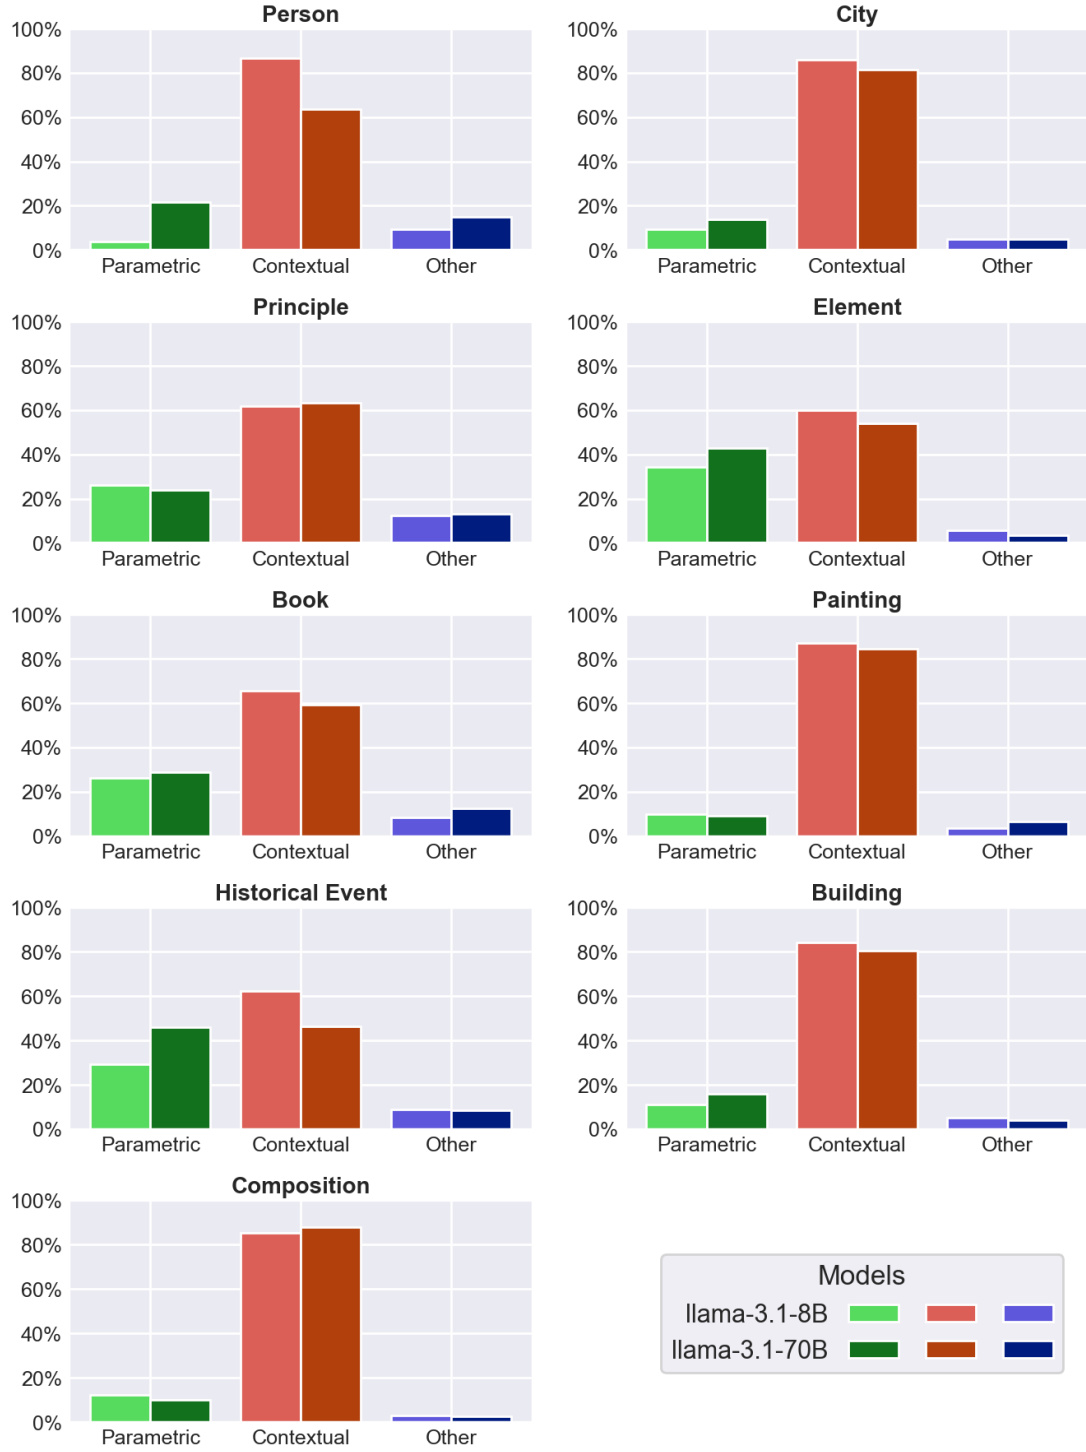 Person
100%
80%
60%
40%
20%
0%
Parametric Contextual Other
City
100%
80%
60%
40%
20%
0%
Parametric Contextual Other
Principle
100%
80%
60%
40%
20%
0%
Parametric Contextual Other
Element
100%
80%
60%
40%
20%
0%
Parametric Contextual Other
Book
100%
80%
60%
40%
20%
0%
Parametric Contextual Other
Painting
100%
80%
60%
40%
20%
0%
Parametric Contextual Other
Historical Event
100%
80%
60%
40%
20%
0%
Parametric Contextual Other
Building
100%
80%
60%
40%
20%
0%
Parametric Contextual Other
Composition
100%
80%
60%
40%
20%
0%
Parametric Contextual Other
Models
llama-3.1-8B
llama-3.1-70B